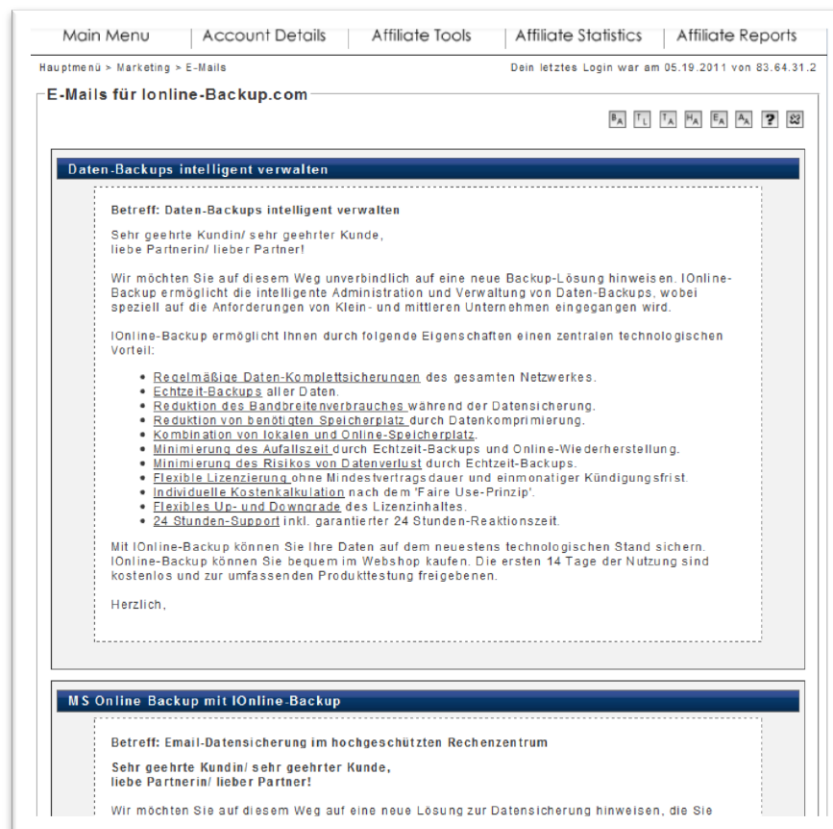 Main Menu Account Details Affiliate Tools Affiliate Statistics Affiliate Reports
Hauptmenü > Marketing > E-Mails Dein letztes Login war am 05.19.2011 von 83.64.31.2
E-Mails für Ionline-Backup.com
BA TL TA HA EA AA ?
Daten-Backups intelligent verwalten
Betreff: Daten-Backups intelligent verwalten
Sehr geehrte Kundin/ sehr geehrter Kunde,
liebe Partnerin/ lieber Partner!
Wir möchten Sie auf diesem Weg unverbindlich auf eine neue Backup-Lösung hinweisen. IOnline-
Backup ermöglicht die intelligente Administration und Verwaltung von Daten-Backups, wobei
speziell auf die Anforderungen von Klein- und mittleren Unternehmen eingegangen wird.
IOnline-Backup ermöglicht Ihnen durch folgende Eigenschaften einen zentralen technologischen
Vorteil:
• Regelmäßige Daten-Komplettsicherungen des gesamten Netzwerkes.
• Echtzeit-Backups aller Daten.
• Reduktion des Bandbreitenverbrauches während der Datensicherung.
• Reduktion von benötigten Speicherplatz durch Datenkomprimierung.
• Kombination von lokalen und Online-Speicherplatz.
• Minimierung des Aufallszeit durch Echtzeit-Backups und Online-Wiederherstellung.
• Minimierung des Risikos von Datenverlust durch Echtzeit-Backups.
• Flexible Lizenzierung ohne Mindestvertragsdauer und einmonatiger Kündigungsfrist.
• Individuelle Kostenkalkulation nach dem 'Faire Use-Prinzip'.
• Flexibles Up- und Downgrade des Lizenzinhaltes.
• 24 Stunden-Support inkl. garantierter 24 Stunden-Reaktionszeit.
Mit IOnline-Backup können Sie Ihre Daten auf dem neuestens technologischen Stand sichern.
IOnline-Backup können Sie bequem im Webshop kaufen. Die ersten 14 Tage der Nutzung sind
kostenlos und zur umfassenden Produkttestung freigebenen.
Herzlich,
MS Online Backup mit IOnline-Backup
Betreff: Email-Datensicherung im hochgeschützten Rechenzentrum
Sehr geehrte Kundin/ sehr geehrter Kunde,
liebe Partnerin/ lieber Partner!
Wir möchten Sie auf diesem Weg auf eine neue Lösung zur Datensicherung hinweisen, die Sie